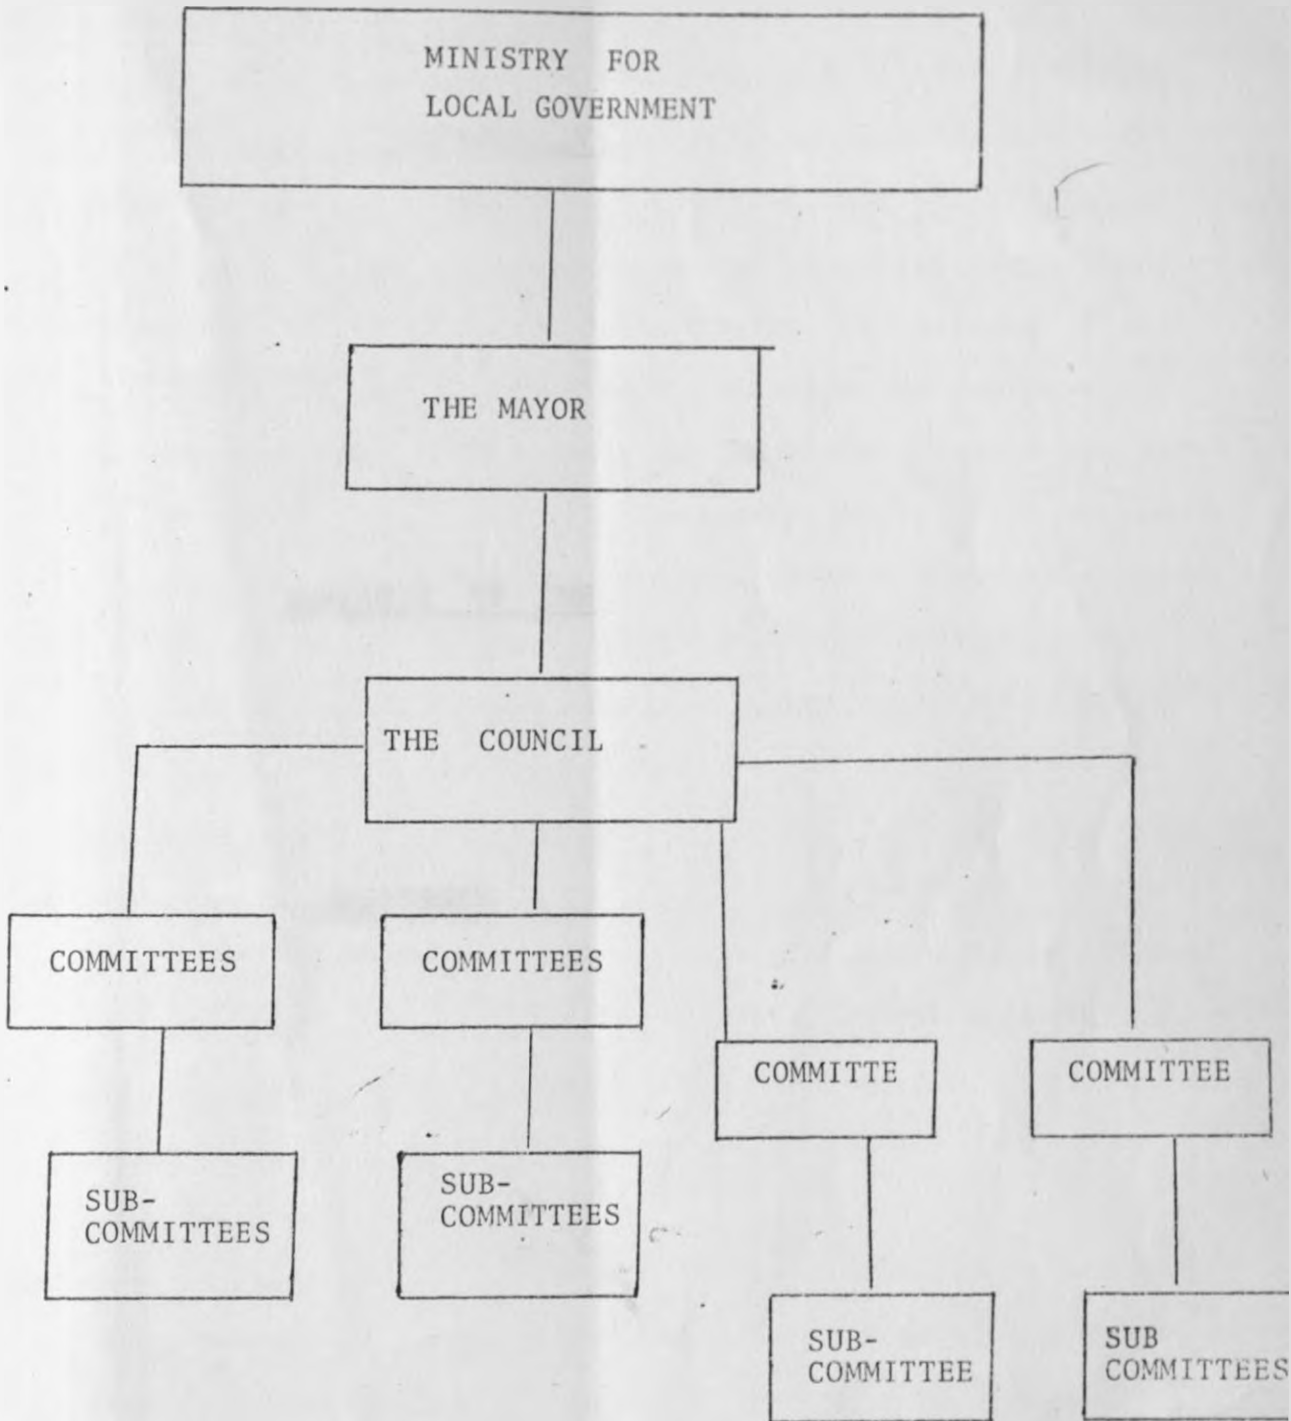 MINISTRY FOR
LOCAL GOVERNMENT
THE MAYOR
THE COUNCIL
COMMITTEES
COMMITTEES
COMMITTE
COMMITTEE
SUB-
COMMITTEES
SUB-
COMMITTEES
SUB-
COMMITTEE
SUB
COMMITTEES